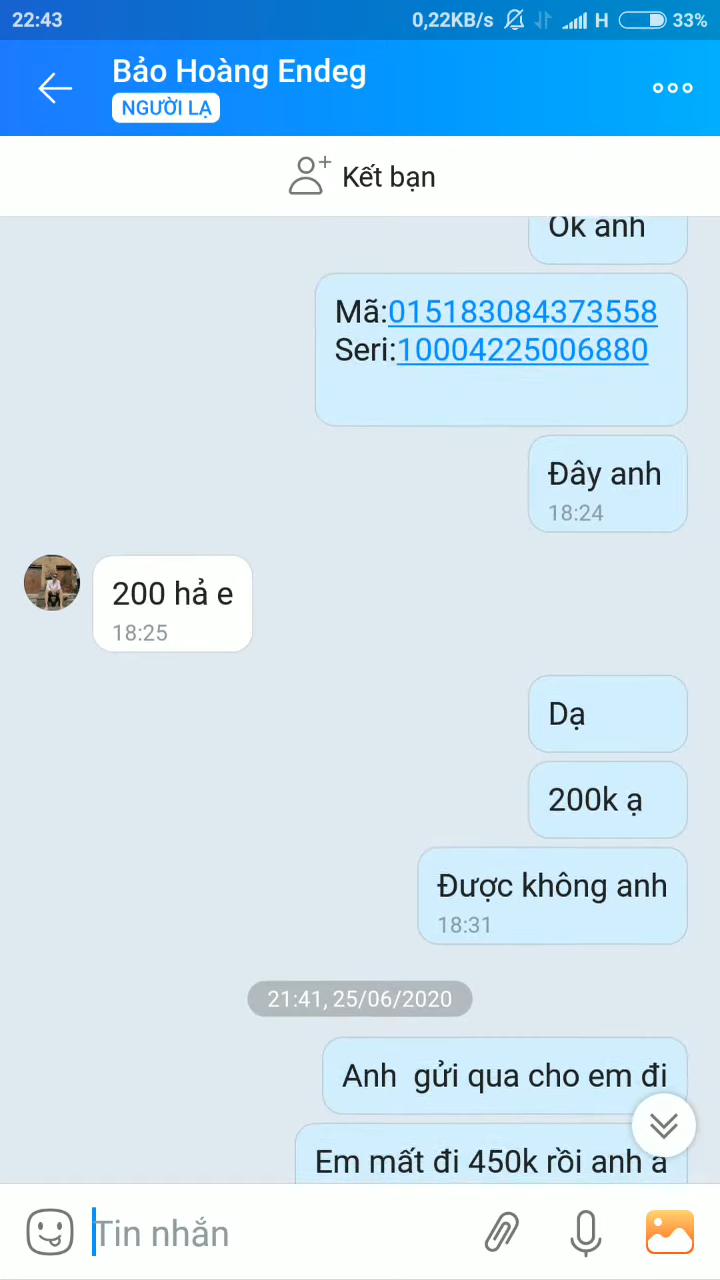 22:43
0,22KB/s H 33%
Bảo Hoàng Endeg
NGƯỜI LẠ
Kết bạn
Ok anh
Mã:015183084373558
Seri:10004225006880
Đây anh
18:24
200 hả e
18:25
Dạ
200k ạ
Được không anh
18:31
21:41, 25/06/2020
Anh  gửi qua cho em đi
Em mất đi 450k rồi anh ạ
Tin nhắn